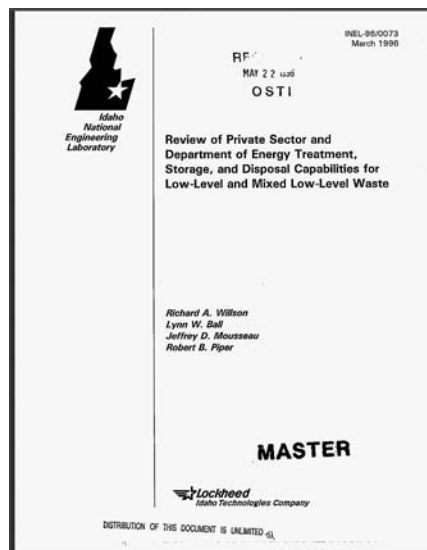 INEL-96/0073
March 1996
MAY 22
OSTI
Idaho
National
Engineering
Laboratory
Review of Private Sector and
Department of Energy Treatment,
Storage, and Disposal Capabilities for
Low-Level and Mixed Low-Level Waste
Richard A. Willson
Lynn W. Ball
Jeffrey D. Mousseau
Robert B. Piper
MASTER
Lockheed
Idaho Technologies Company
DISTRIBUTION OF THIS DOCUMENT IS UNLIMITED